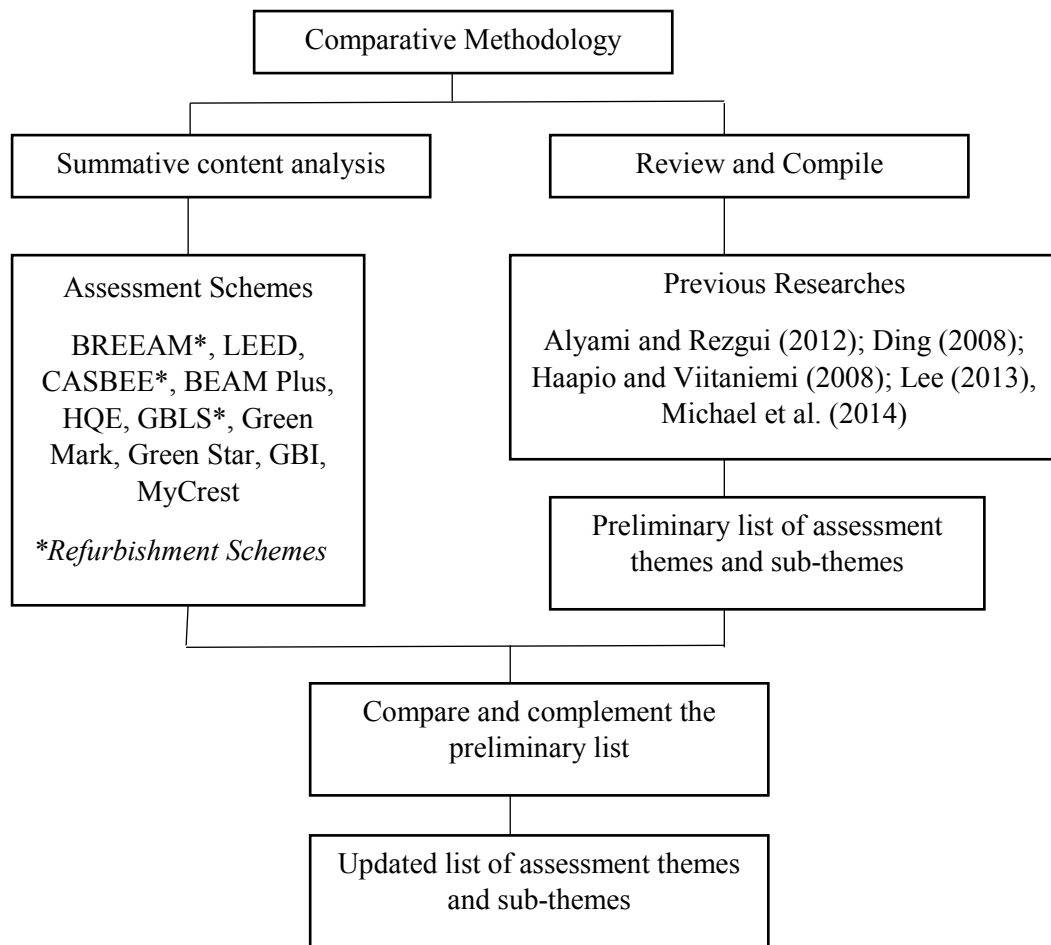 Comparative Methodology
Summative content analysis
Review and Compile
Assessment Schemes
BREEAM*, LEED,
CASBEE*, BEAM Plus,
HQE, GBLS*, Green
Mark, Green Star, GBI,
MyCrest
*Refurbishment Schemes
Previous Researches
Alyami and Rezgui (2012); Ding (2008);
Haapio and Viitaniemi (2008); Lee (2013),
Michael et al. (2014)
Preliminary list of assessment
themes and sub-themes
Compare and complement the
preliminary list
Updated list of assessment themes
and sub-themes